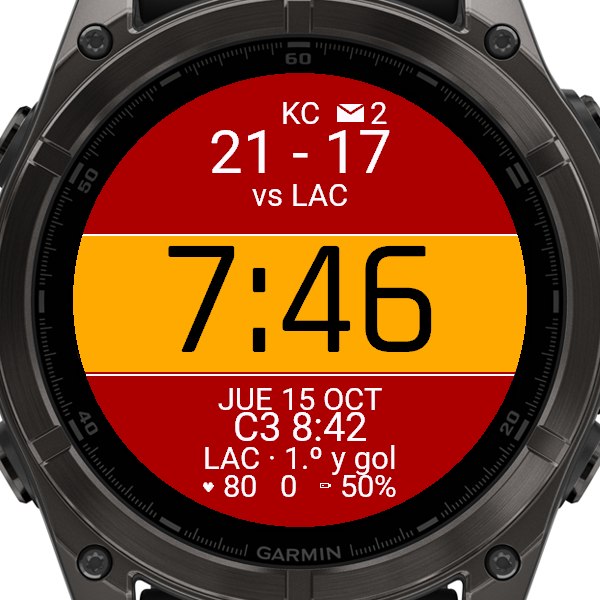 60
KC 2
21 - 17
vs LAC
50
7:46
JUE 15 OCT
C3 8:42
40
20
LAC · 1.º y gol
80 0 50%
GARMIN